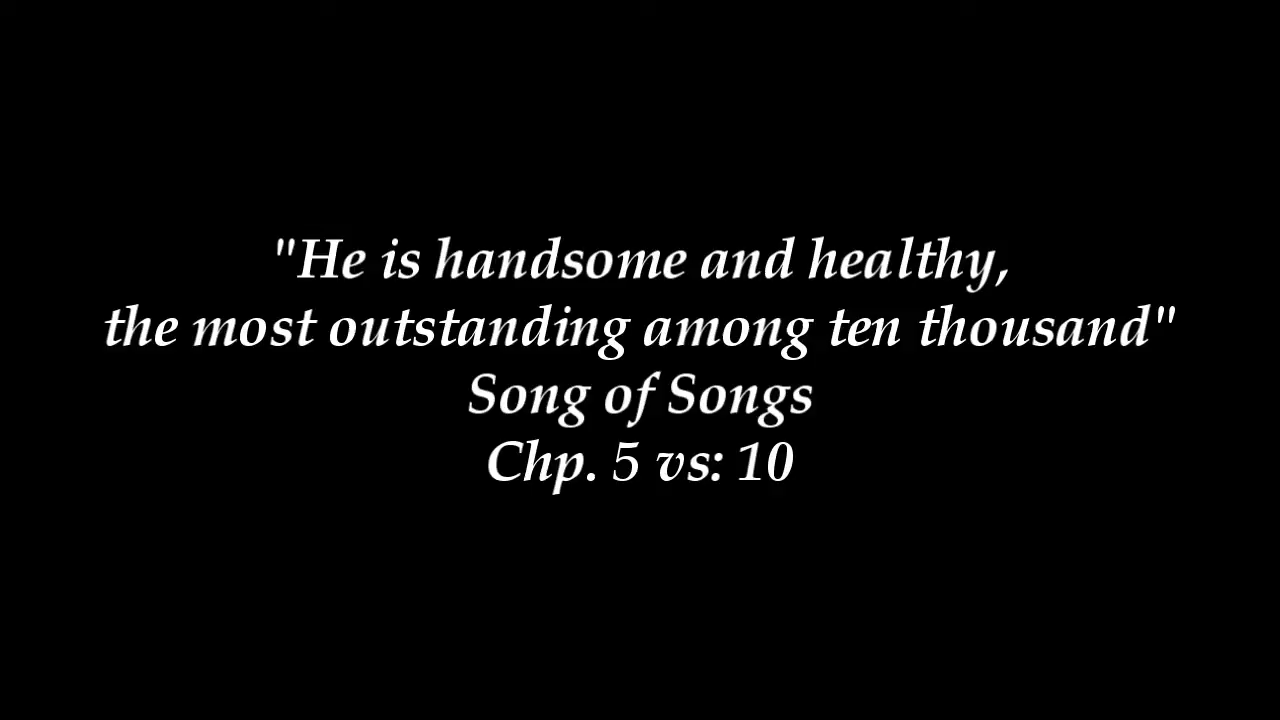 "He is handsome and healthy,
the most outstanding among ten thousand"
Song of Songs
Chp. 5 vs: 10